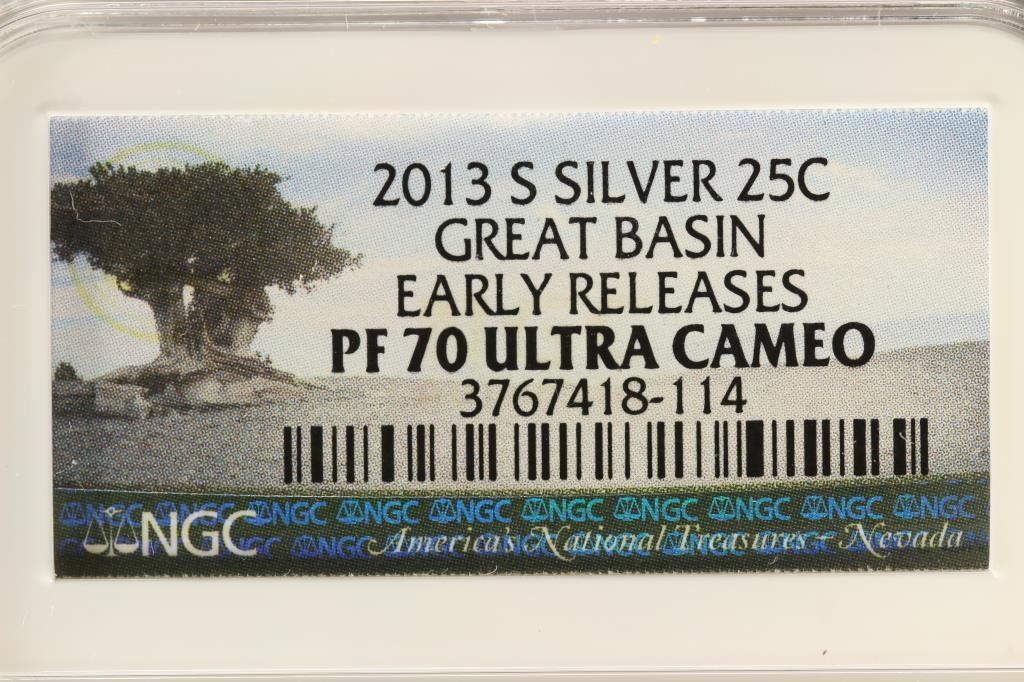 2013 S SILVER 25C
GREAT BASIN
EARLY RELEASES
PF 70 ULTRA CAMEO
3767418-114
NGC NGC NGC NGC NGC NGC NGC NGC
NGC America's National Treasures - Nevada